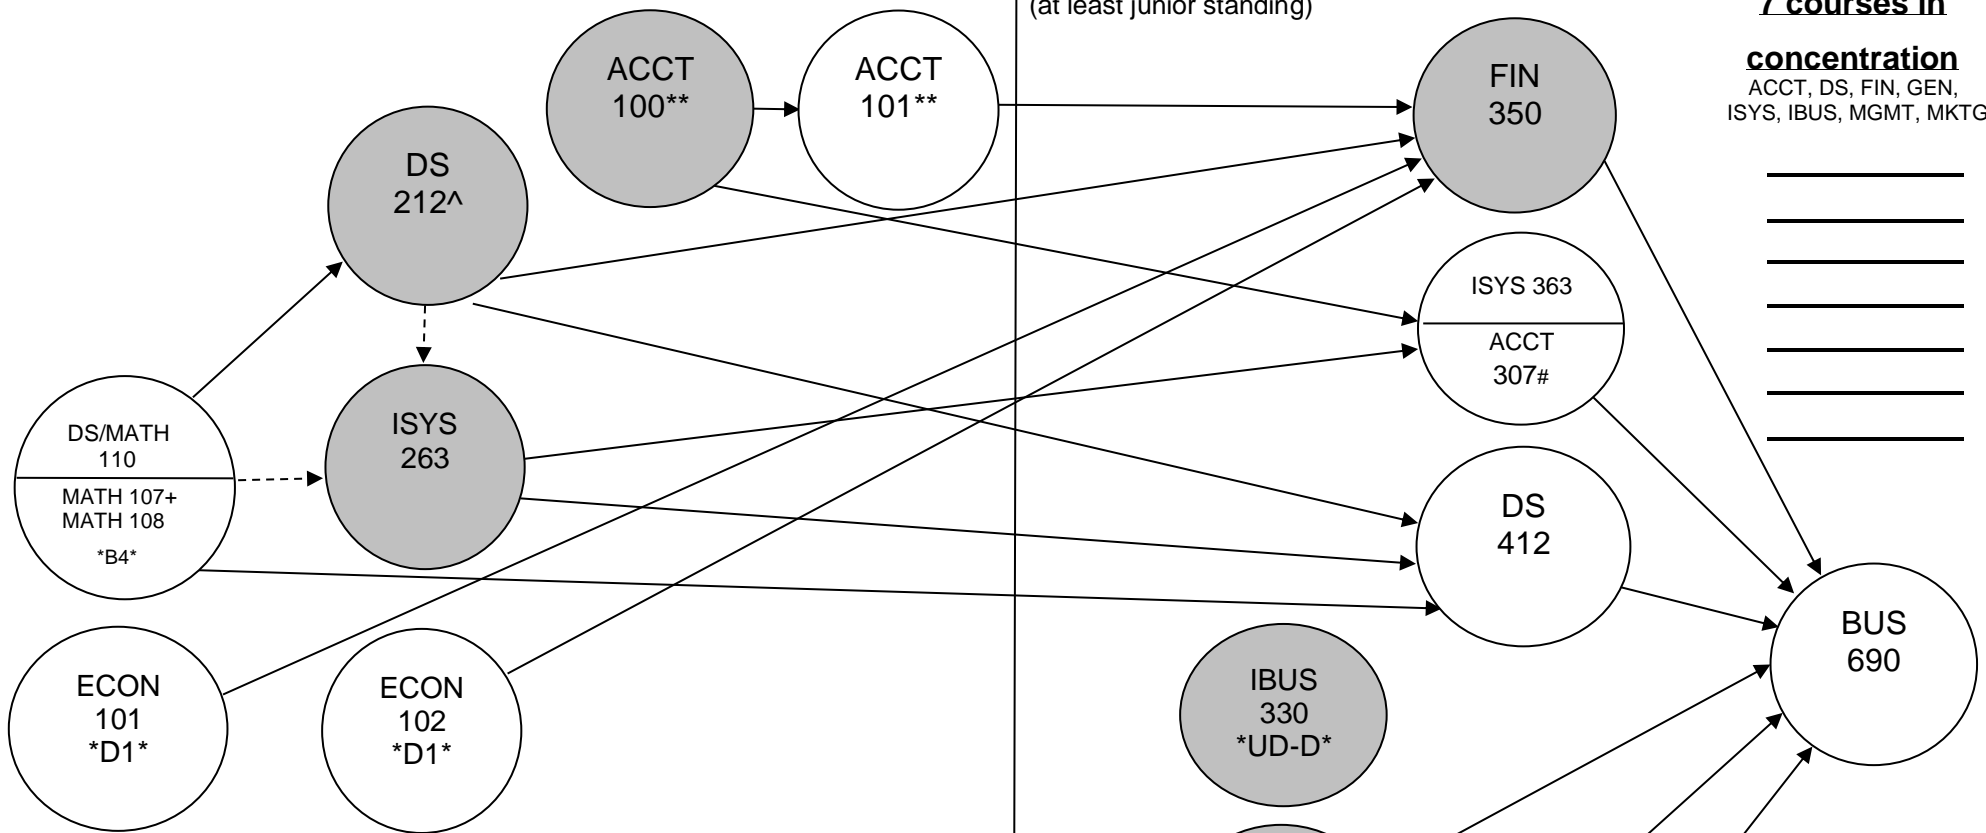 (at least junior standing)
7 courses in
concentration
ACCT, DS, FIN, GEN,
ISYS, IBUS, MGMT, MKTG
ACCT
100**
ACCT
101**
FIN
350
DS
212^
ISYS 363
ACCT
307#
ISYS
263
DS/MATH
110
MATH 107+
MATH 108
*B4*
DS
412
BUS
690
ECON
101
*D1*
ECON
102
*D1*
IBUS
330
*UD-D*